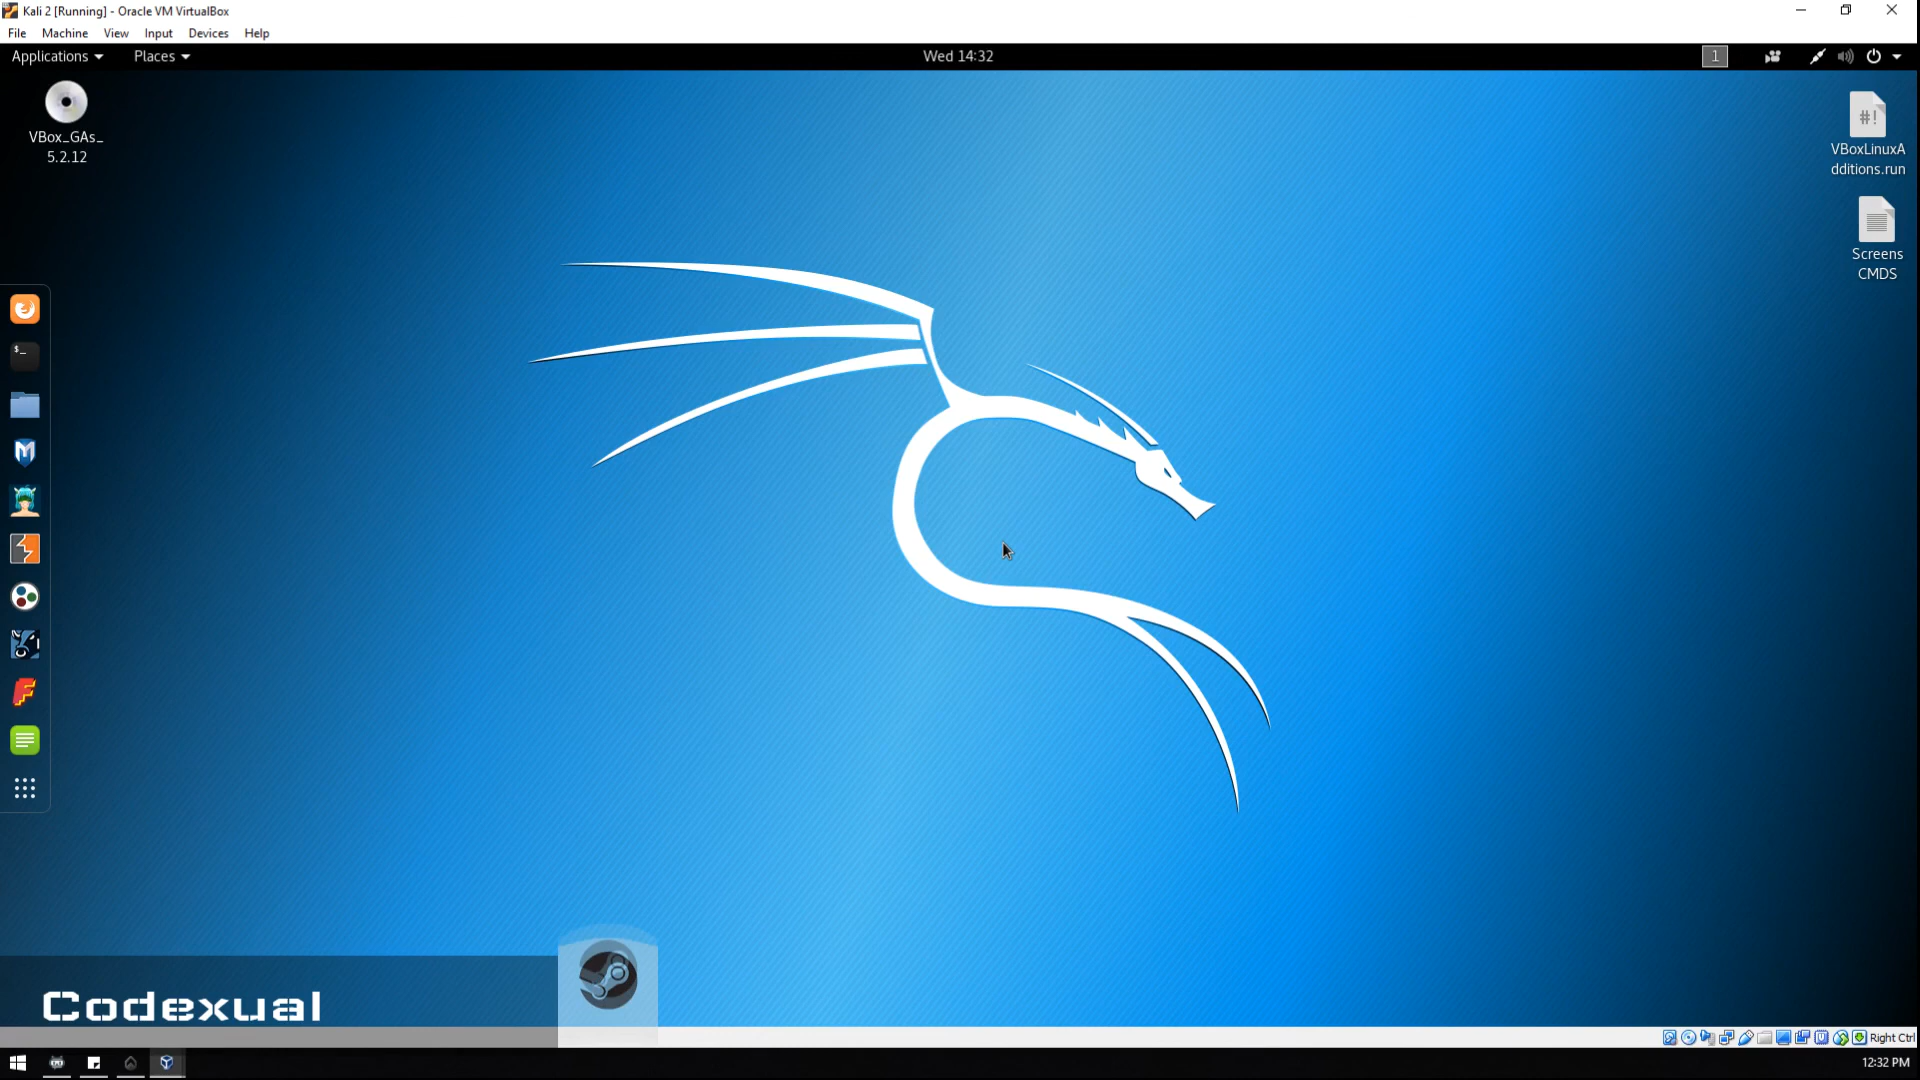 Kali 2 [Running] - Oracle VM VirtualBox
File Machine View Input Devices Help
Applications Places Wed 14:32 1
VBox_GAs_
5.2.12
#!
VBoxLinuxA
dditions.run
Screens
CMDS
$_
Codexual
Right Ctrl
12:32 PM